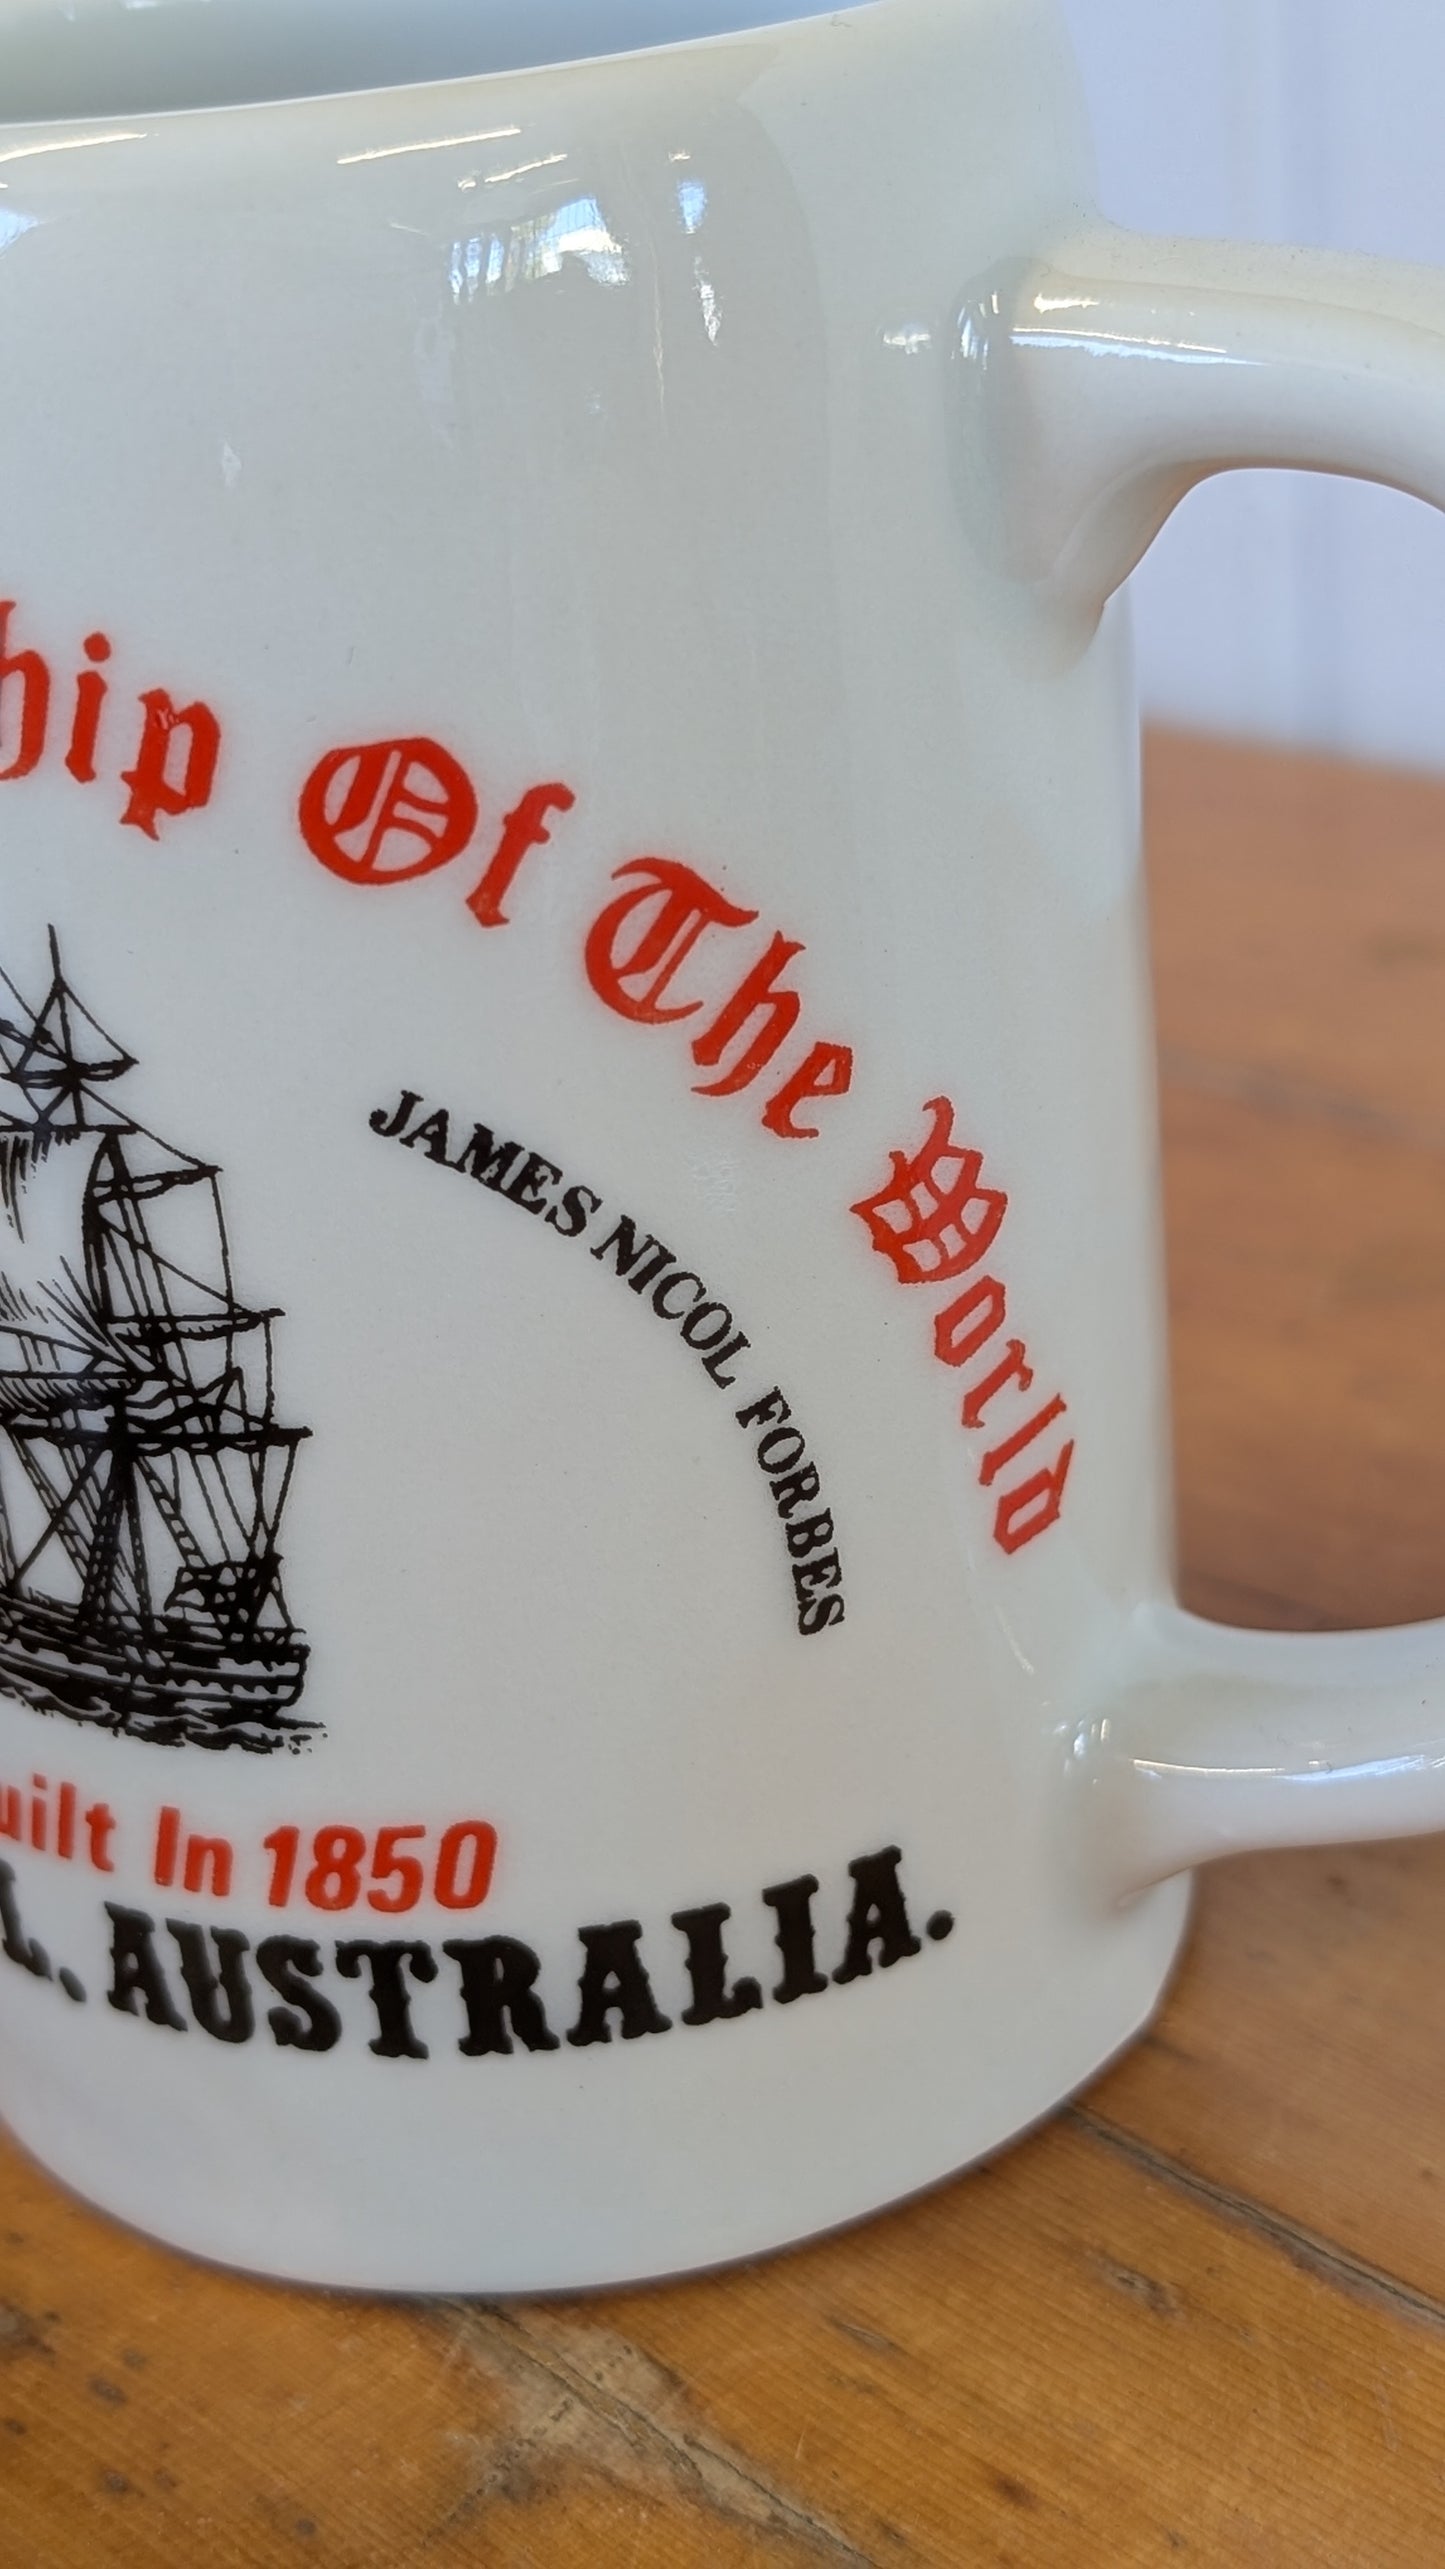 hip Of The World
JAMES NICOL FORBES
uilt In 1850
L. AUSTRALIA.